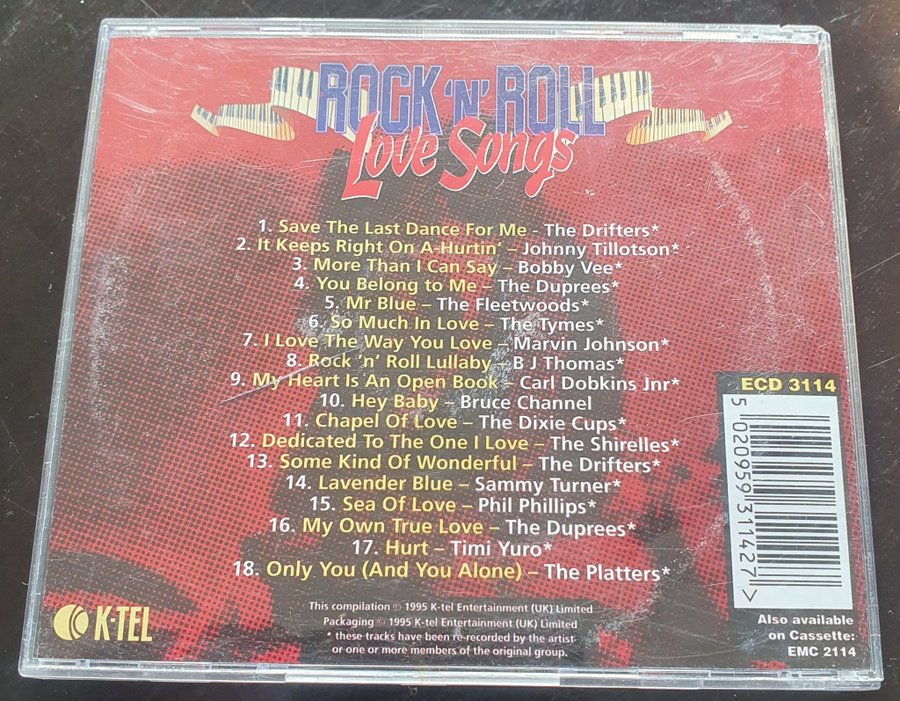 ROCK 'N' ROLL
Love Songs
1. Save The Last Dance For Me - The Drifters*
2. It Keeps Right On A-Hurtin' – Johnny Tillotson*
3. More Than I Can Say – Bobby Vee*
4. You Belong to Me – The Duprees*
5. Mr Blue – The Fleetwoods*
6. So Much In Love – The Tymes*
7. I Love The Way You Love – Marvin Johnson*
8. Rock 'n' Roll Lullaby – B J Thomas*
9. My Heart Is An Open Book – Carl Dobkins Jnr*
10. Hey Baby – Bruce Channel
11. Chapel Of Love – The Dixie Cups*
12. Dedicated To The One I Love – The Shirelles*
13. Some Kind Of Wonderful – The Drifters*
14. Lavender Blue – Sammy Turner*
15. Sea Of Love – Phil Phillips*
16. My Own True Love – The Duprees*
17. Hurt – Timi Yuro*
18. Only You (And You Alone) – The Platters*
ECD 3114
5 020959 311427 >
K-TEL
This compilation ℗ 1995 K-tel Entertainment (UK) Limited
Packaging © 1995 K-tel Entertainment (UK) Limited
* these tracks have been re-recorded by the artist
or one or more members of the original group.
Also available
on Cassette:
EMC 2114